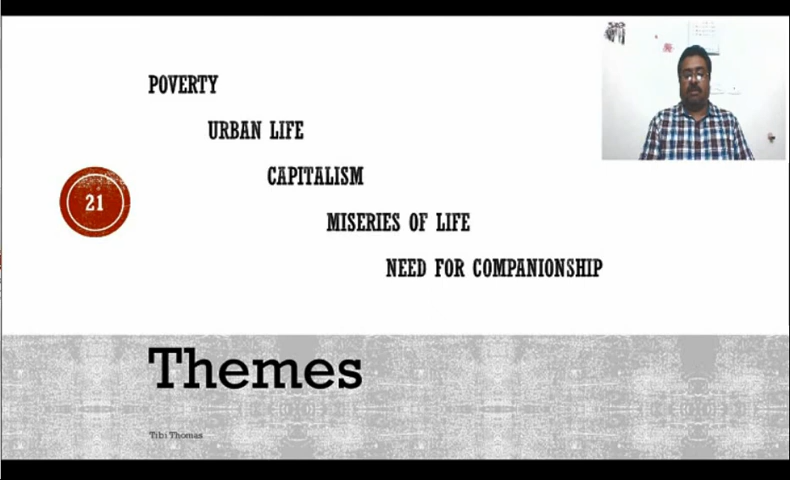 POVERTY
URBAN LIFE
CAPITALISM
21
MISERIES OF LIFE
NEED FOR COMPANIONSHIP
Themes
Tibi Thomas